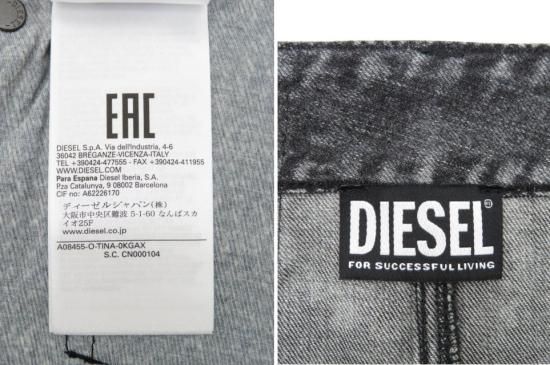 EAC
DIESEL S.p.A. Via dell'Industria, 4-6
36042 BREGANZE-VICENZA-ITALY
TEL +390424-477555 - FAX +390424-411955
WWW.DIESEL.COM
Para Espana Diesel Iberia, S.A.
Pza Catalunya, 9 08002 Barcelona
CIF no: A62226170
ディーゼルジャパン(株)
大阪市中央区難波 5-1-60 なんばスカ
イオ25F
www.diesel.co.jp
A08455-O-TINA-0KGAX
S.C. CN000104
DIESEL
FOR SUCCESSFUL LIVING